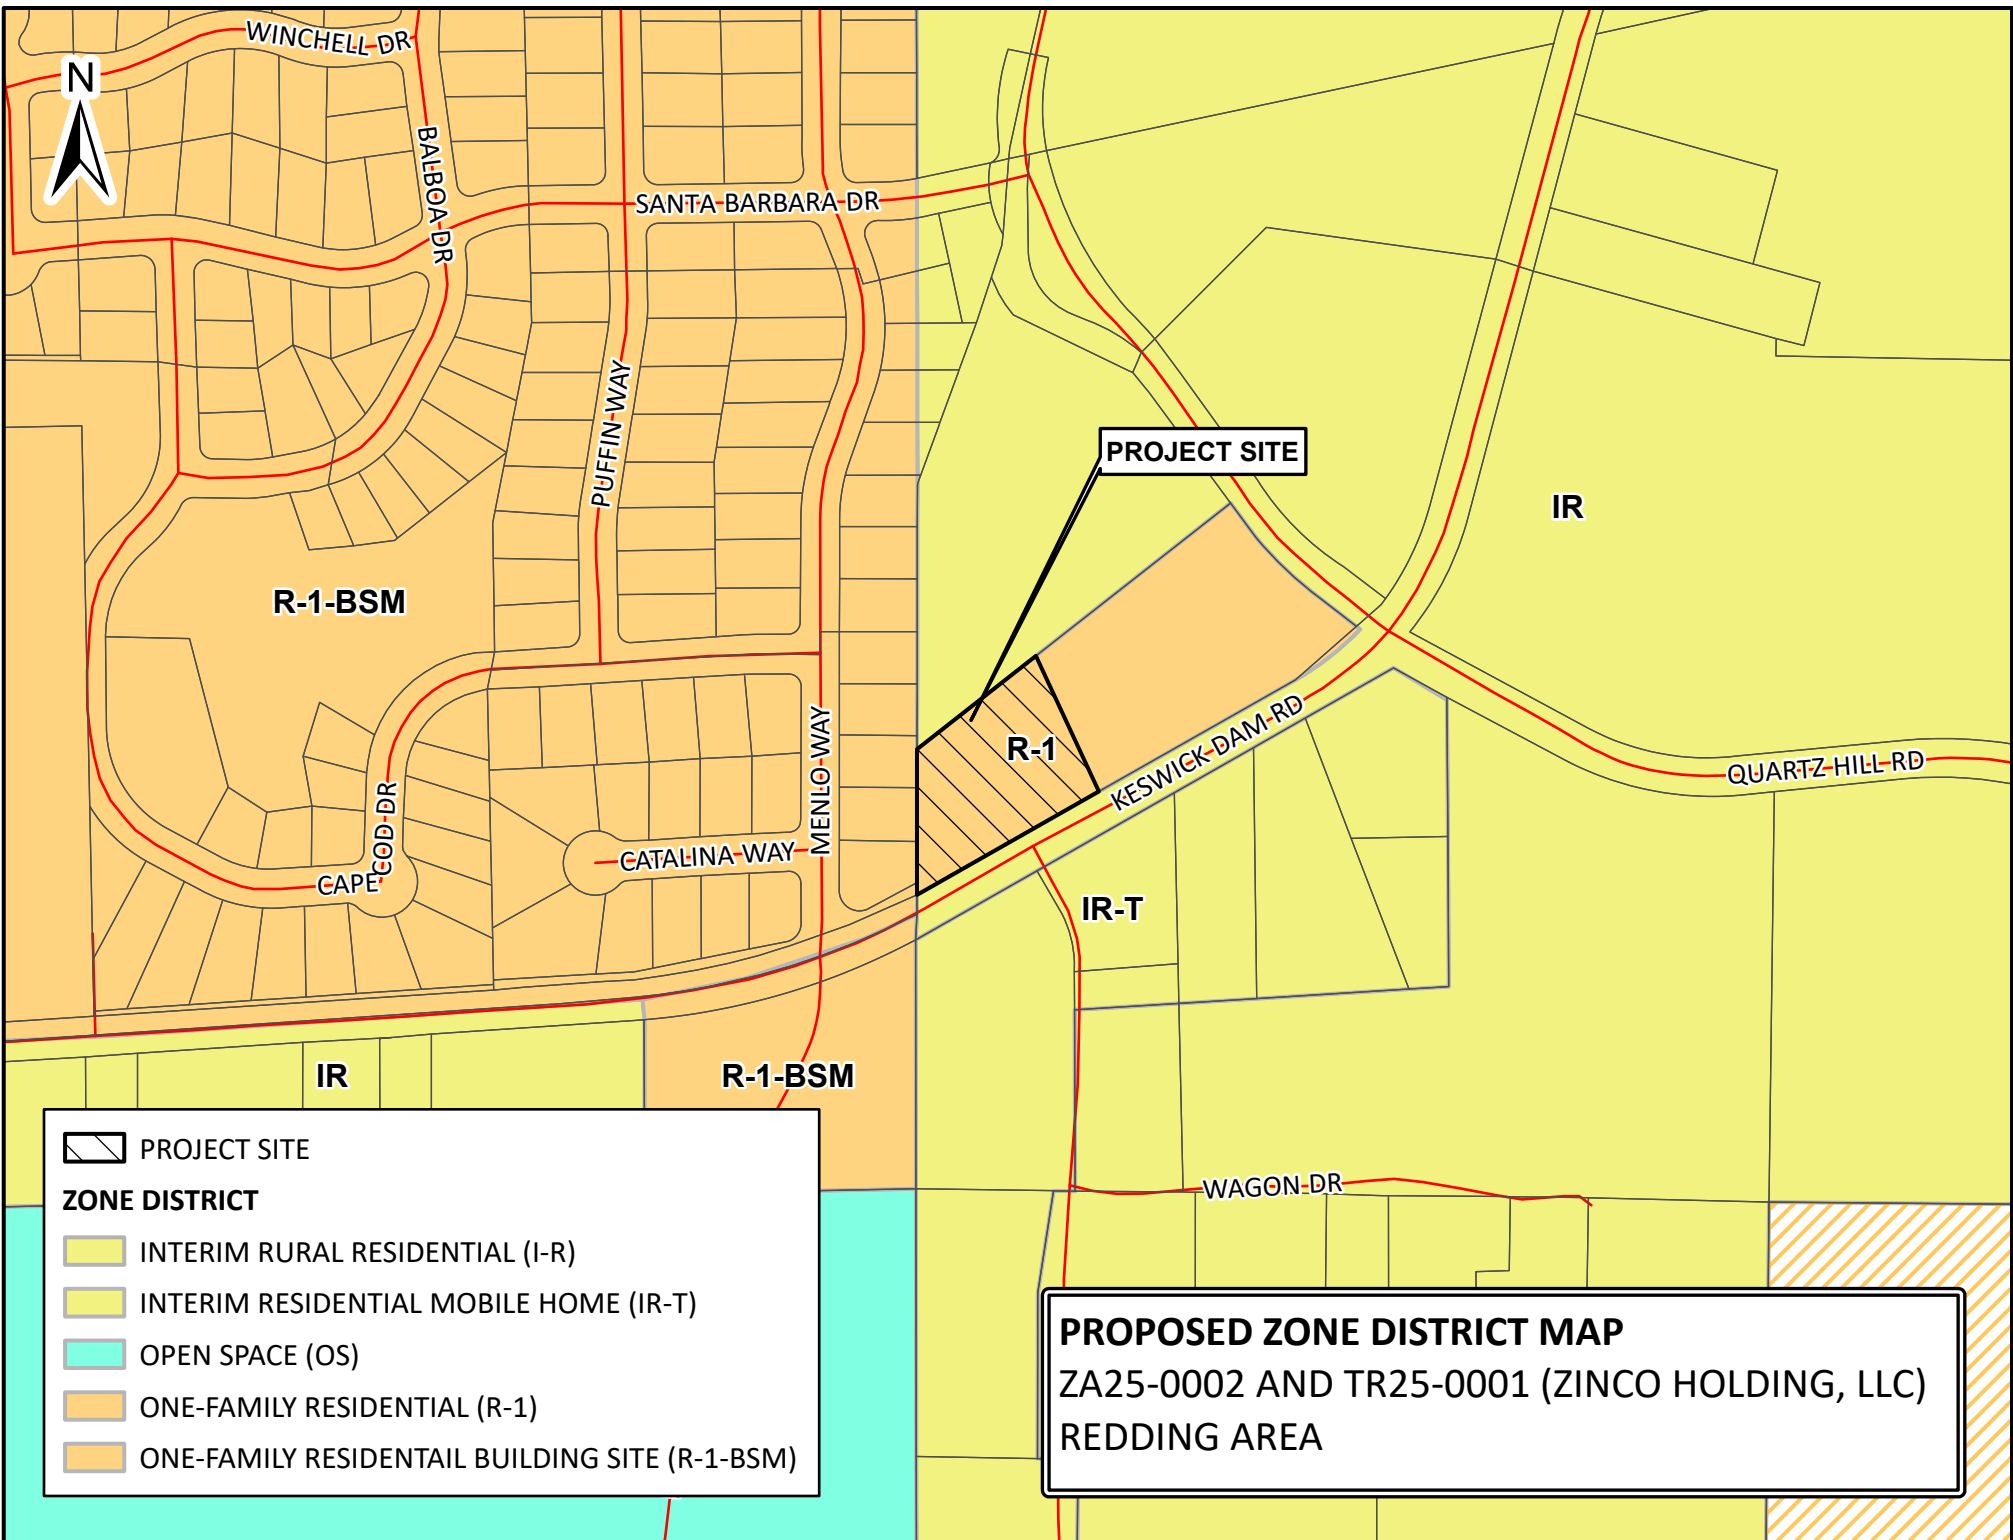 WINCHELL DR
N
BALBOA DR
SANTA BARBARA DR
PUFFIN WAY
PROJECT SITE
IR
R-1-BSM
R-1
MENLO WAY
KESWICK DAM RD
QUARTZ HILL RD
CAPE COD DR
CATALINA WAY
IR-T
IR
R-1-BSM
WAGON DR
PROJECT SITE
ZONE DISTRICT
INTERIM RURAL RESIDENTIAL (I-R)
INTERIM RESIDENTIAL MOBILE HOME (IR-T)
OPEN SPACE (OS)
ONE-FAMILY RESIDENTIAL (R-1)
ONE-FAMILY RESIDENTAIL BUILDING SITE (R-1-BSM)
PROPOSED ZONE DISTRICT MAP
ZA25-0002 AND TR25-0001 (ZINCO HOLDING, LLC)
REDDING AREA